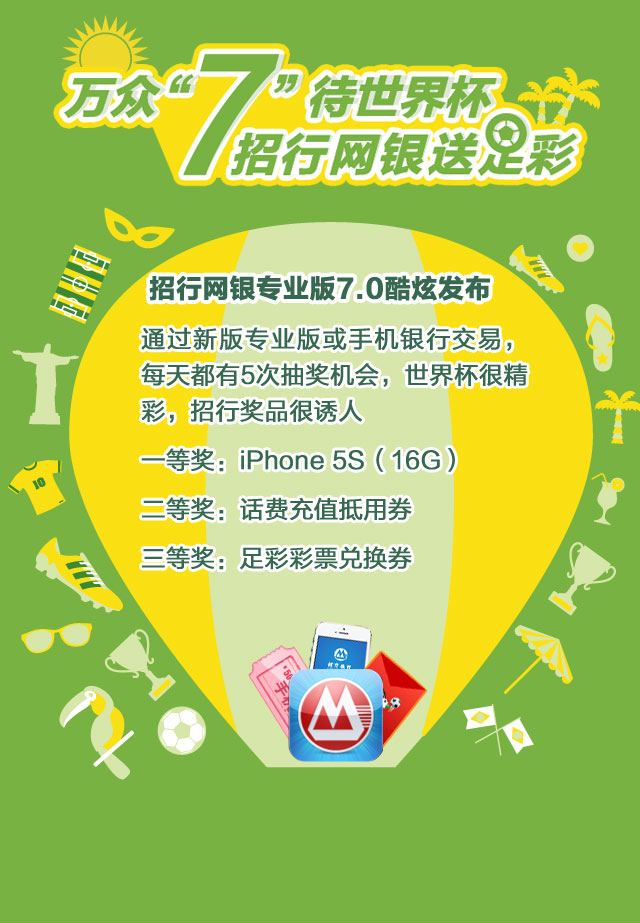 万众“7”待世界杯
招行网银送足彩
招行网银专业版7.0酷炫发布
通过新版专业版或手机银行交易，
每天都有5次抽奖机会，世界杯很精
彩，招行奖品很诱人
一等奖：iPhone 5S（16G）
二等奖：话费充值抵用券
三等奖：足彩彩票兑换券
10